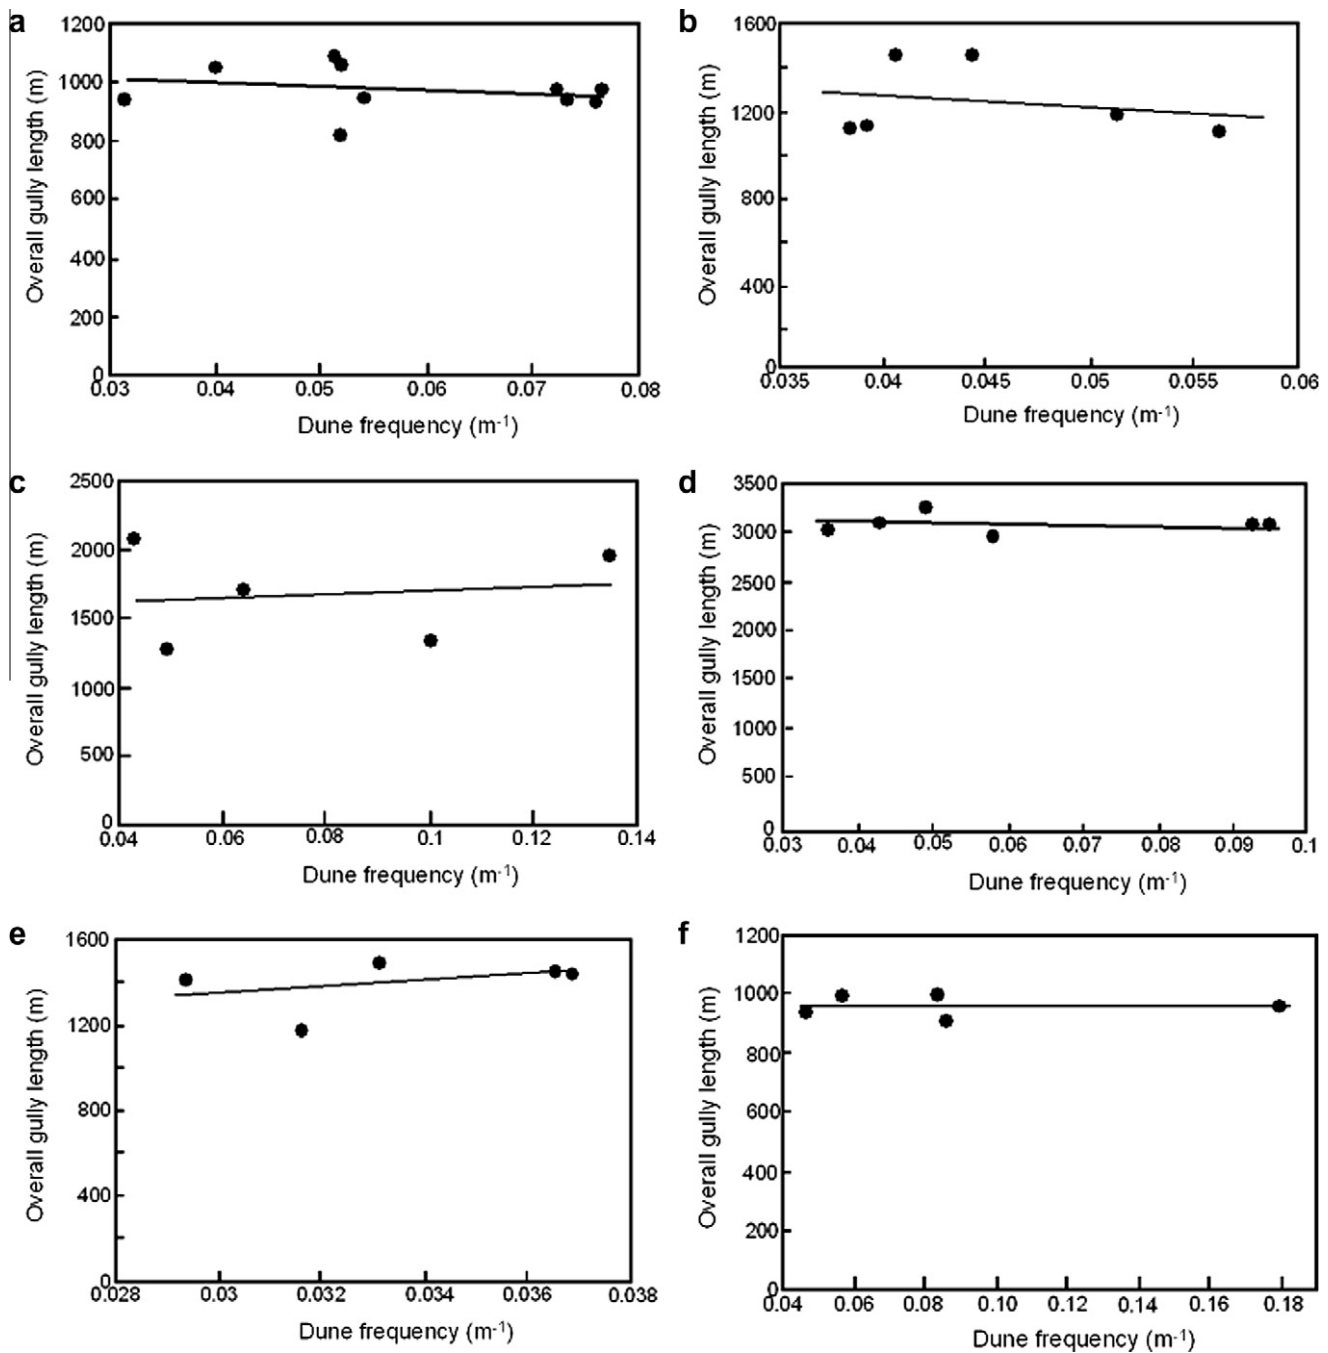 a
1200
1000
800
600
400
200
0
0.03 0.04 0.05 0.06 0.07 0.08
Overall gully length (m)
Dune frequency (m-1)
b
1600
1200
800
400
0
0.035 0.04 0.045 0.05 0.055 0.06
Overall gully length (m)
Dune frequency (m-1)
c
2500
2000
1500
1000
500
0
0.04 0.06 0.08 0.1 0.12 0.14
Overall gully length (m)
Dune frequency (m-1)
d
3500
3000
2500
2000
1500
1000
500
0
0.03 0.04 0.05 0.06 0.07 0.08 0.09 0.1
Overall gully length (m)
Dune frequency (m-1)
e
1600
1200
800
400
0
0.028 0.03 0.032 0.034 0.036 0.038
Overall gully length (m)
Dune frequency (m-1)
f
1200
1000
800
600
400
200
0
0.04 0.06 0.08 0.10 0.12 0.14 0.16 0.18
Overall gully length (m)
Dune frequency (m-1)